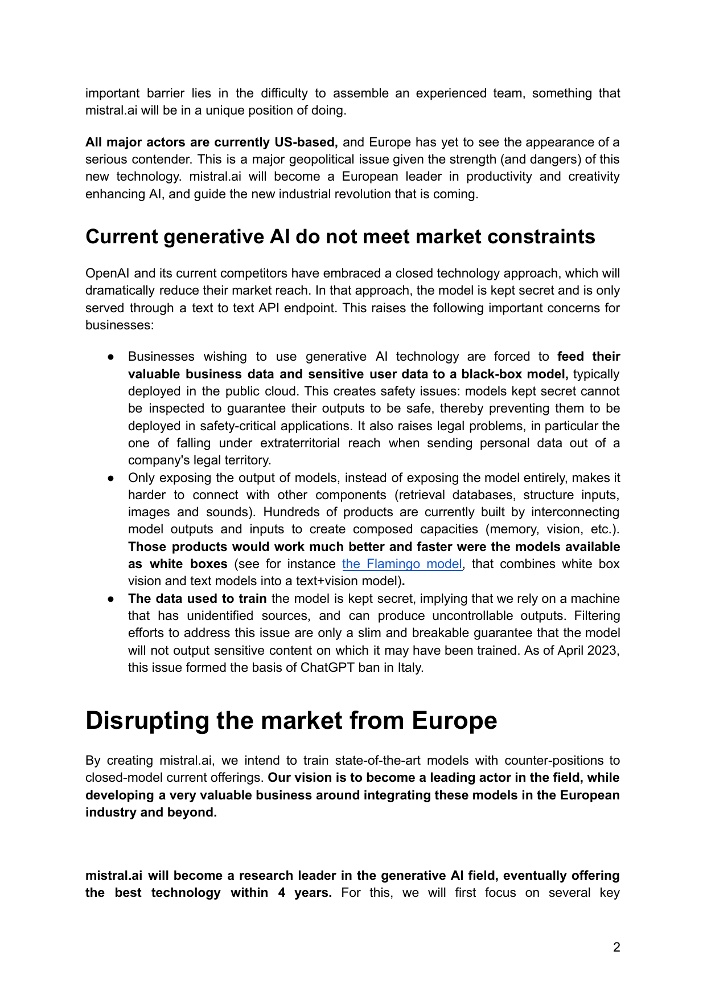 important barrier lies in the difficulty to assemble an experienced team, something that
mistral.ai will be in a unique position of doing.
All major actors are currently US-based, and Europe has yet to see the appearance of a
serious contender. This is a major geopolitical issue given the strength (and dangers) of this
new technology. mistral.ai will become a European leader in productivity and creativity
enhancing AI, and guide the new industrial revolution that is coming.
Current generative AI do not meet market constraints
OpenAI and its current competitors have embraced a closed technology approach, which will
dramatically reduce their market reach. In that approach, the model is kept secret and is only
served through a text to text API endpoint. This raises the following important concerns for
businesses:
● Businesses wishing to use generative AI technology are forced to feed their
valuable business data and sensitive user data to a black-box model, typically
deployed in the public cloud. This creates safety issues: models kept secret cannot
be inspected to guarantee their outputs to be safe, thereby preventing them to be
deployed in safety-critical applications. It also raises legal problems, in particular the
one of falling under extraterritorial reach when sending personal data out of a
company's legal territory.
● Only exposing the output of models, instead of exposing the model entirely, makes it
harder to connect with other components (retrieval databases, structure inputs,
images and sounds). Hundreds of products are currently built by interconnecting
model outputs and inputs to create composed capacities (memory, vision, etc.).
Those products would work much better and faster were the models available
as white boxes (see for instance the Flamingo model, that combines white box
vision and text models into a text+vision model).
● The data used to train the model is kept secret, implying that we rely on a machine
that has unidentified sources, and can produce uncontrollable outputs. Filtering
efforts to address this issue are only a slim and breakable guarantee that the model
will not output sensitive content on which it may have been trained. As of April 2023,
this issue formed the basis of ChatGPT ban in Italy.
Disrupting the market from Europe
By creating mistral.ai, we intend to train state-of-the-art models with counter-positions to
closed-model current offerings. Our vision is to become a leading actor in the field, while
developing a very valuable business around integrating these models in the European
industry and beyond.
mistral.ai will become a research leader in the generative AI field, eventually offering
the best technology within 4 years. For this, we will first focus on several key
2